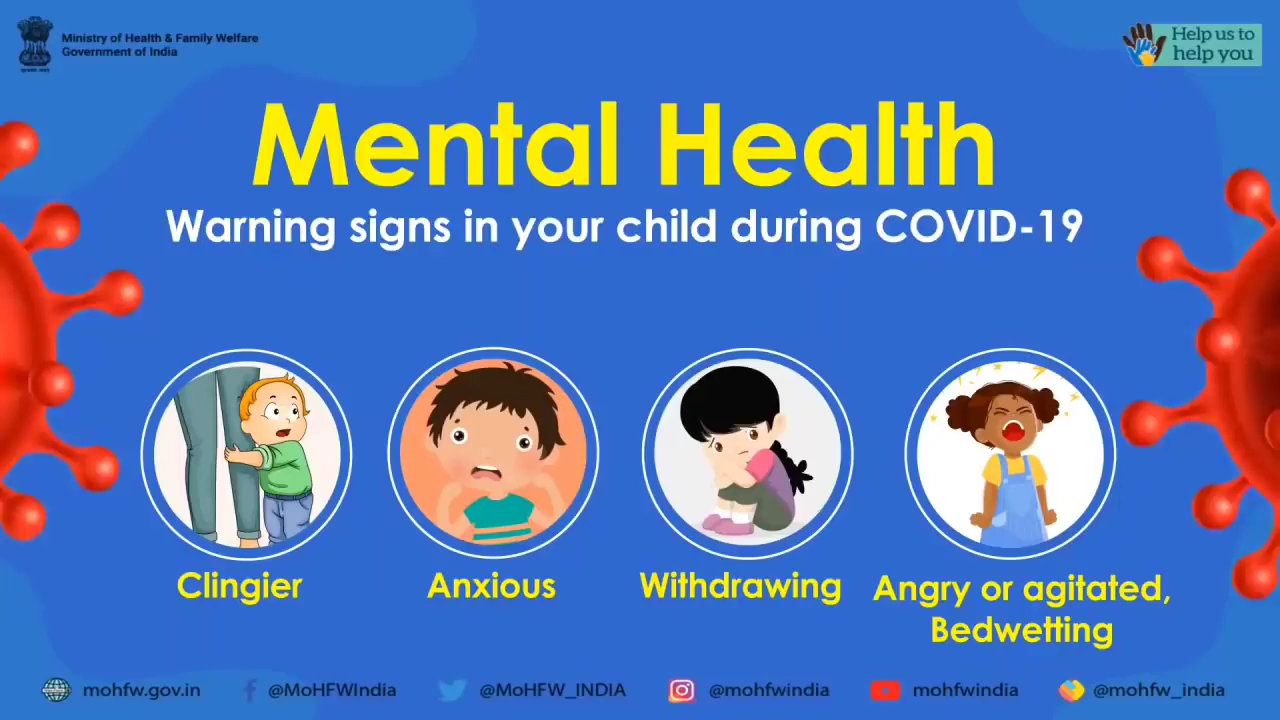 Ministry of Health & Family Welfare
Government of India
Help us to
help you
Mental Health
Warning signs in your child during COVID-19
Clingier
Anxious
Withdrawing
Angry or agitated,
Bedwetting
mohfw.gov.in
@MoHFWIndia
@MoHFW_INDIA
@mohfwindia
mohfwindia
@mohfw_india